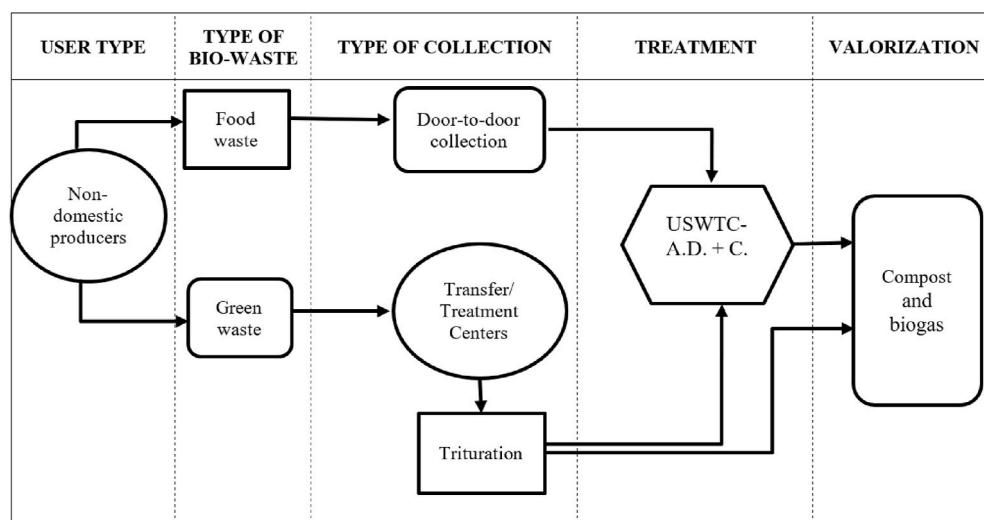 USER TYPE
TYPE OF
BIO-WASTE
TYPE OF COLLECTION
TREATMENT
VALORIZATION
Food
waste
Door-to-door
collection
Non-
domestic
producers
USWTC-
A.D. + C.
Compost
and
biogas
Green
waste
Transfer/
Treatment
Centers
Trituration